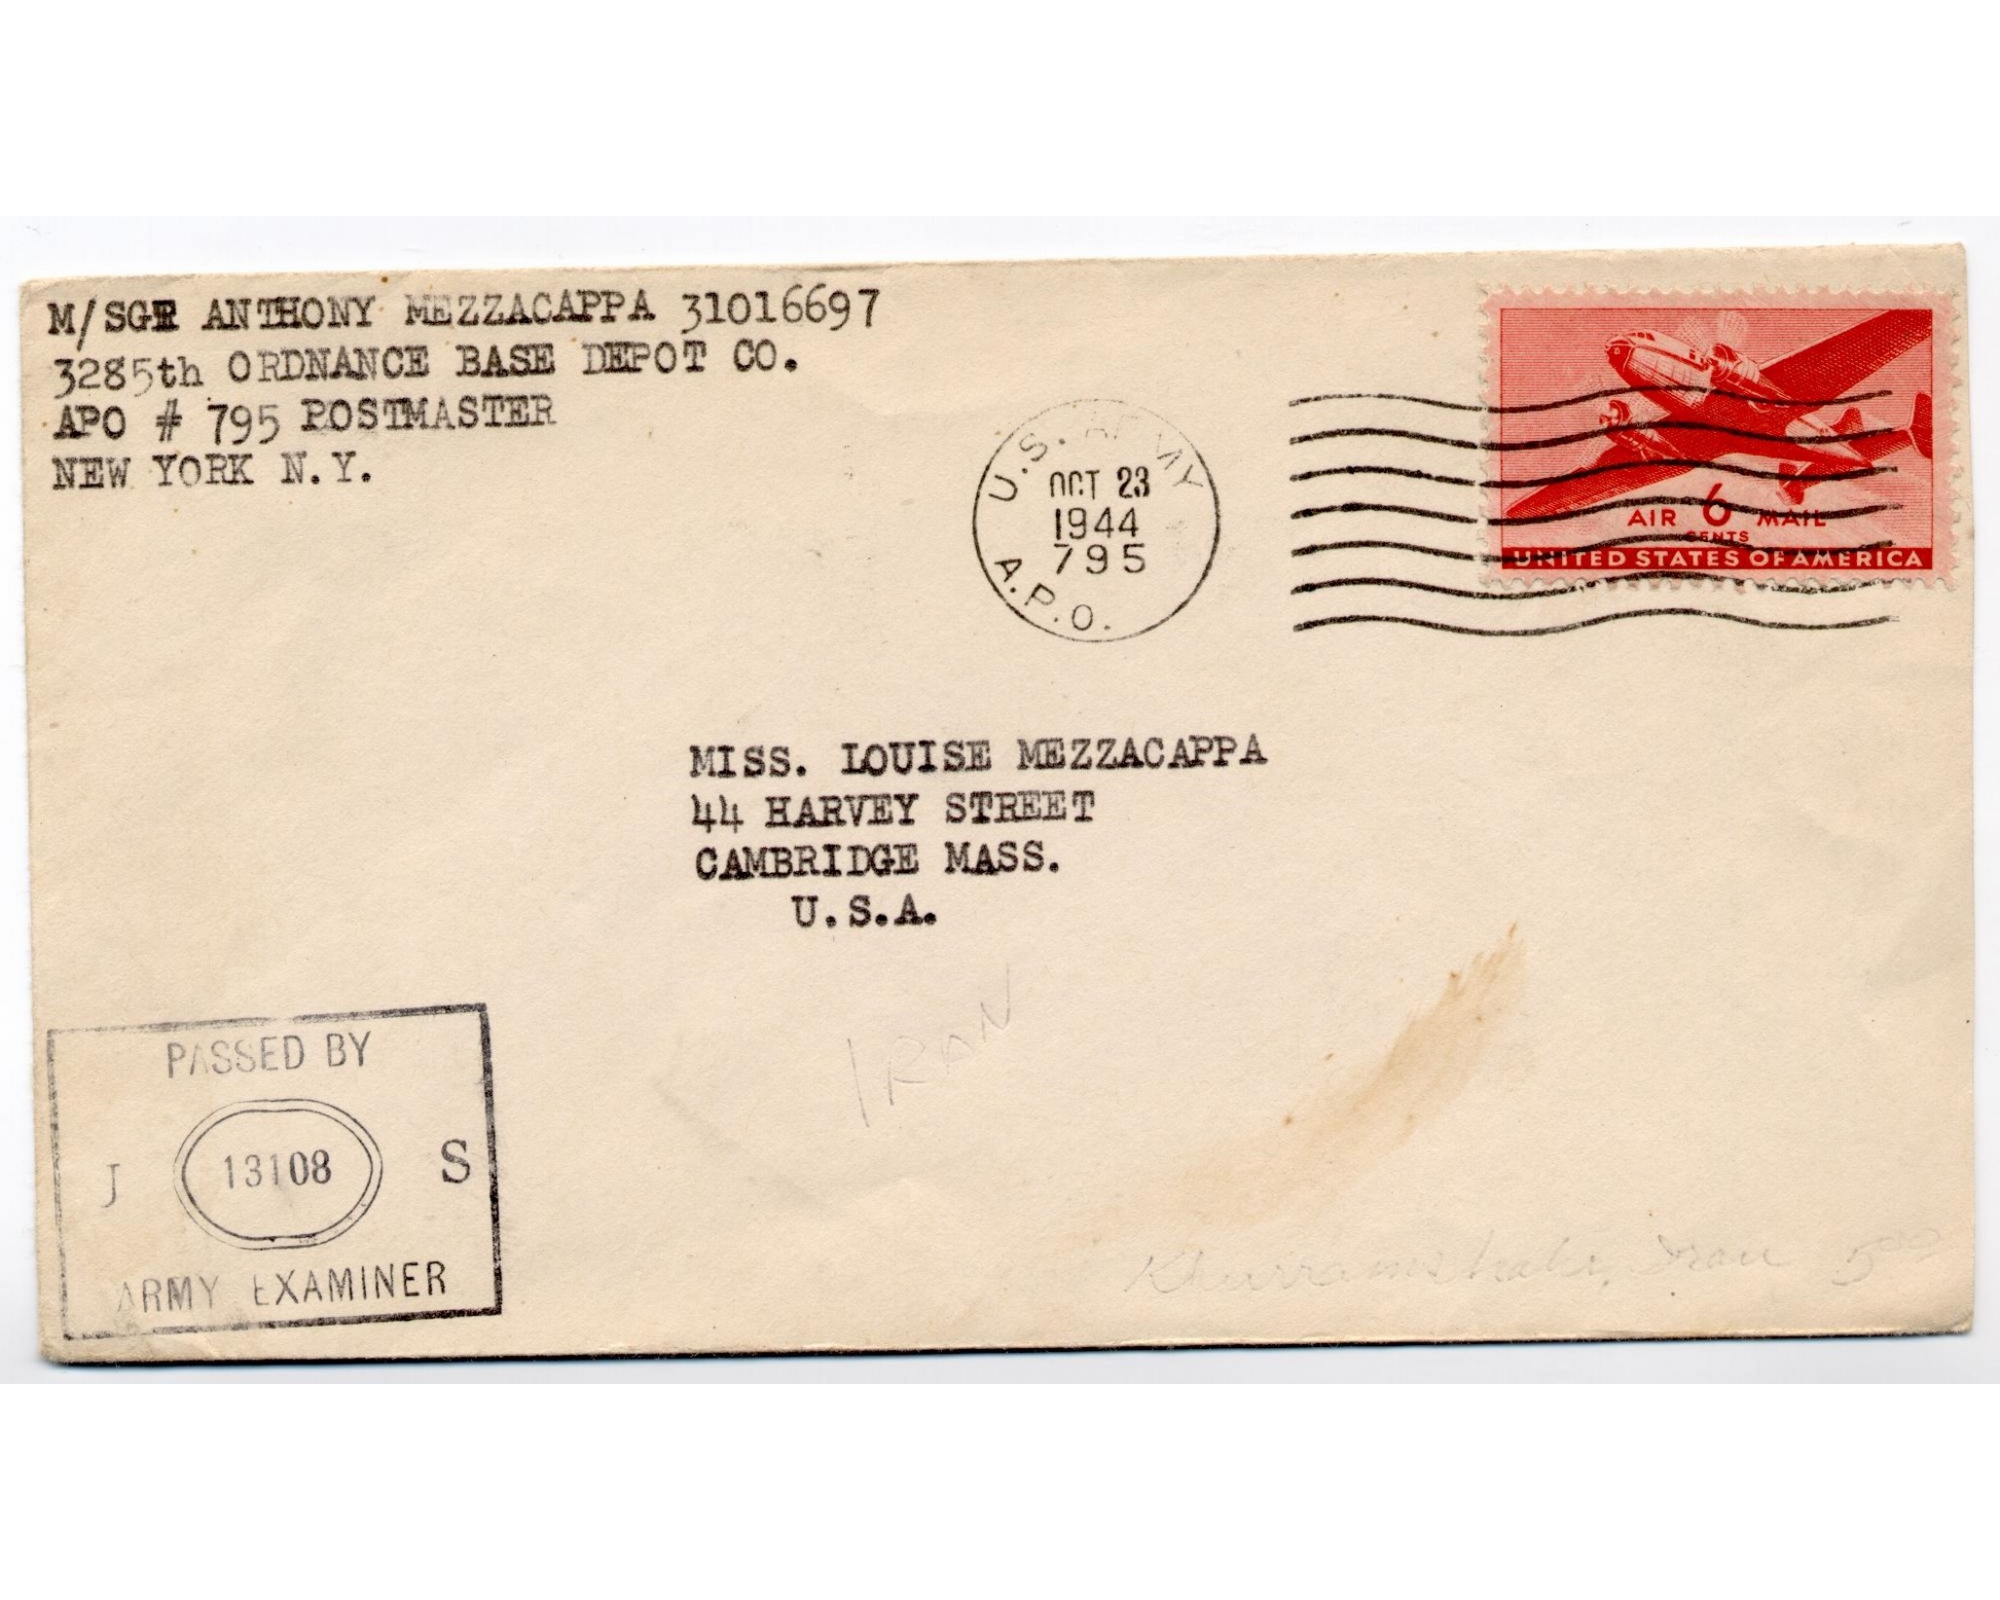 M/SGT ANTHONY MEZZACAPPA 31016697
3285th ORDNANCE BASE DEPOT CO.
APO # 795 POSTMASTER
NEW YORK N.Y.
U.S. ARMY
OCT 23
1944
795
A.P.O.
AIR 6 MAIL
CENTS
UNITED STATES OF AMERICA
MISS. LOUISE MEZZACAPPA
44 HARVEY STREET
CAMBRIDGE MASS.
U.S.A.
IRAN
PASSED BY
J 13108 S
ARMY EXAMINER
Khurramshahr, Iran 5⁰⁰